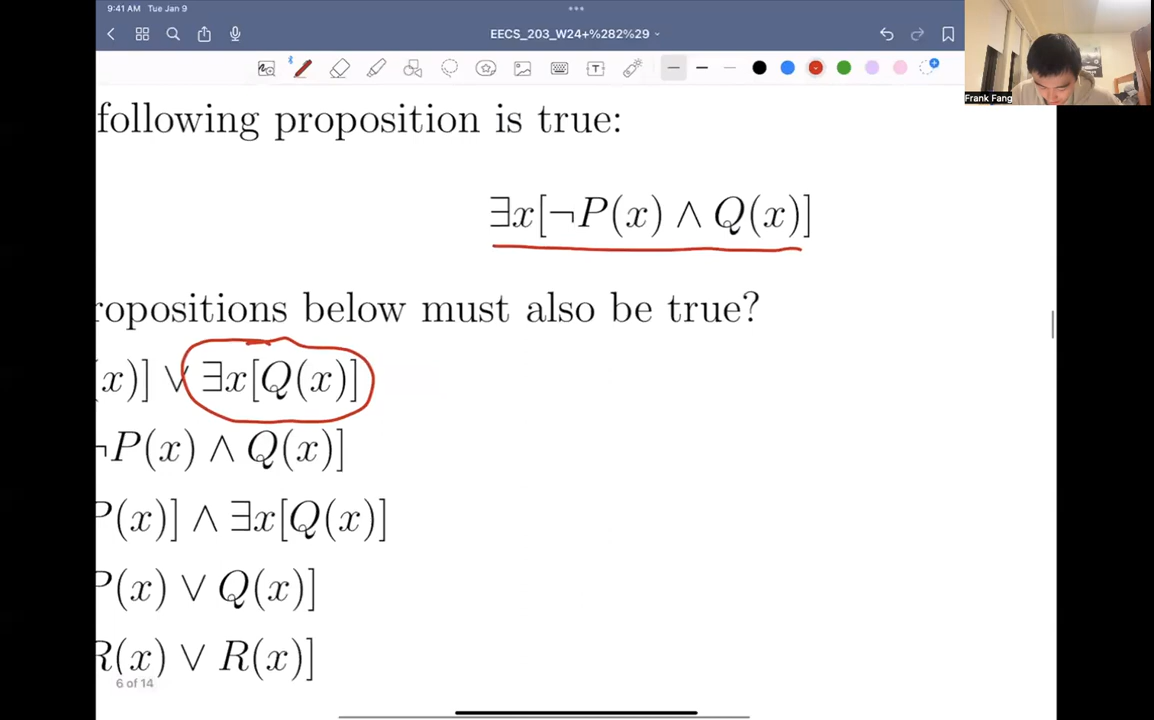 9:41 AM Tue Jan 9
EECS_203_W24+%282%29
Frank Fang
following proposition is true:
∃x[¬P(x) ∧ Q(x)]
ropositions below must also be true?
(x)] ∨ ∃x[Q(x)]
¬P(x) ∧ Q(x)]
P(x)] ∧ ∃x[Q(x)]
P(x) ∨ Q(x)]
R(x) ∨ R(x)]
6 of 14